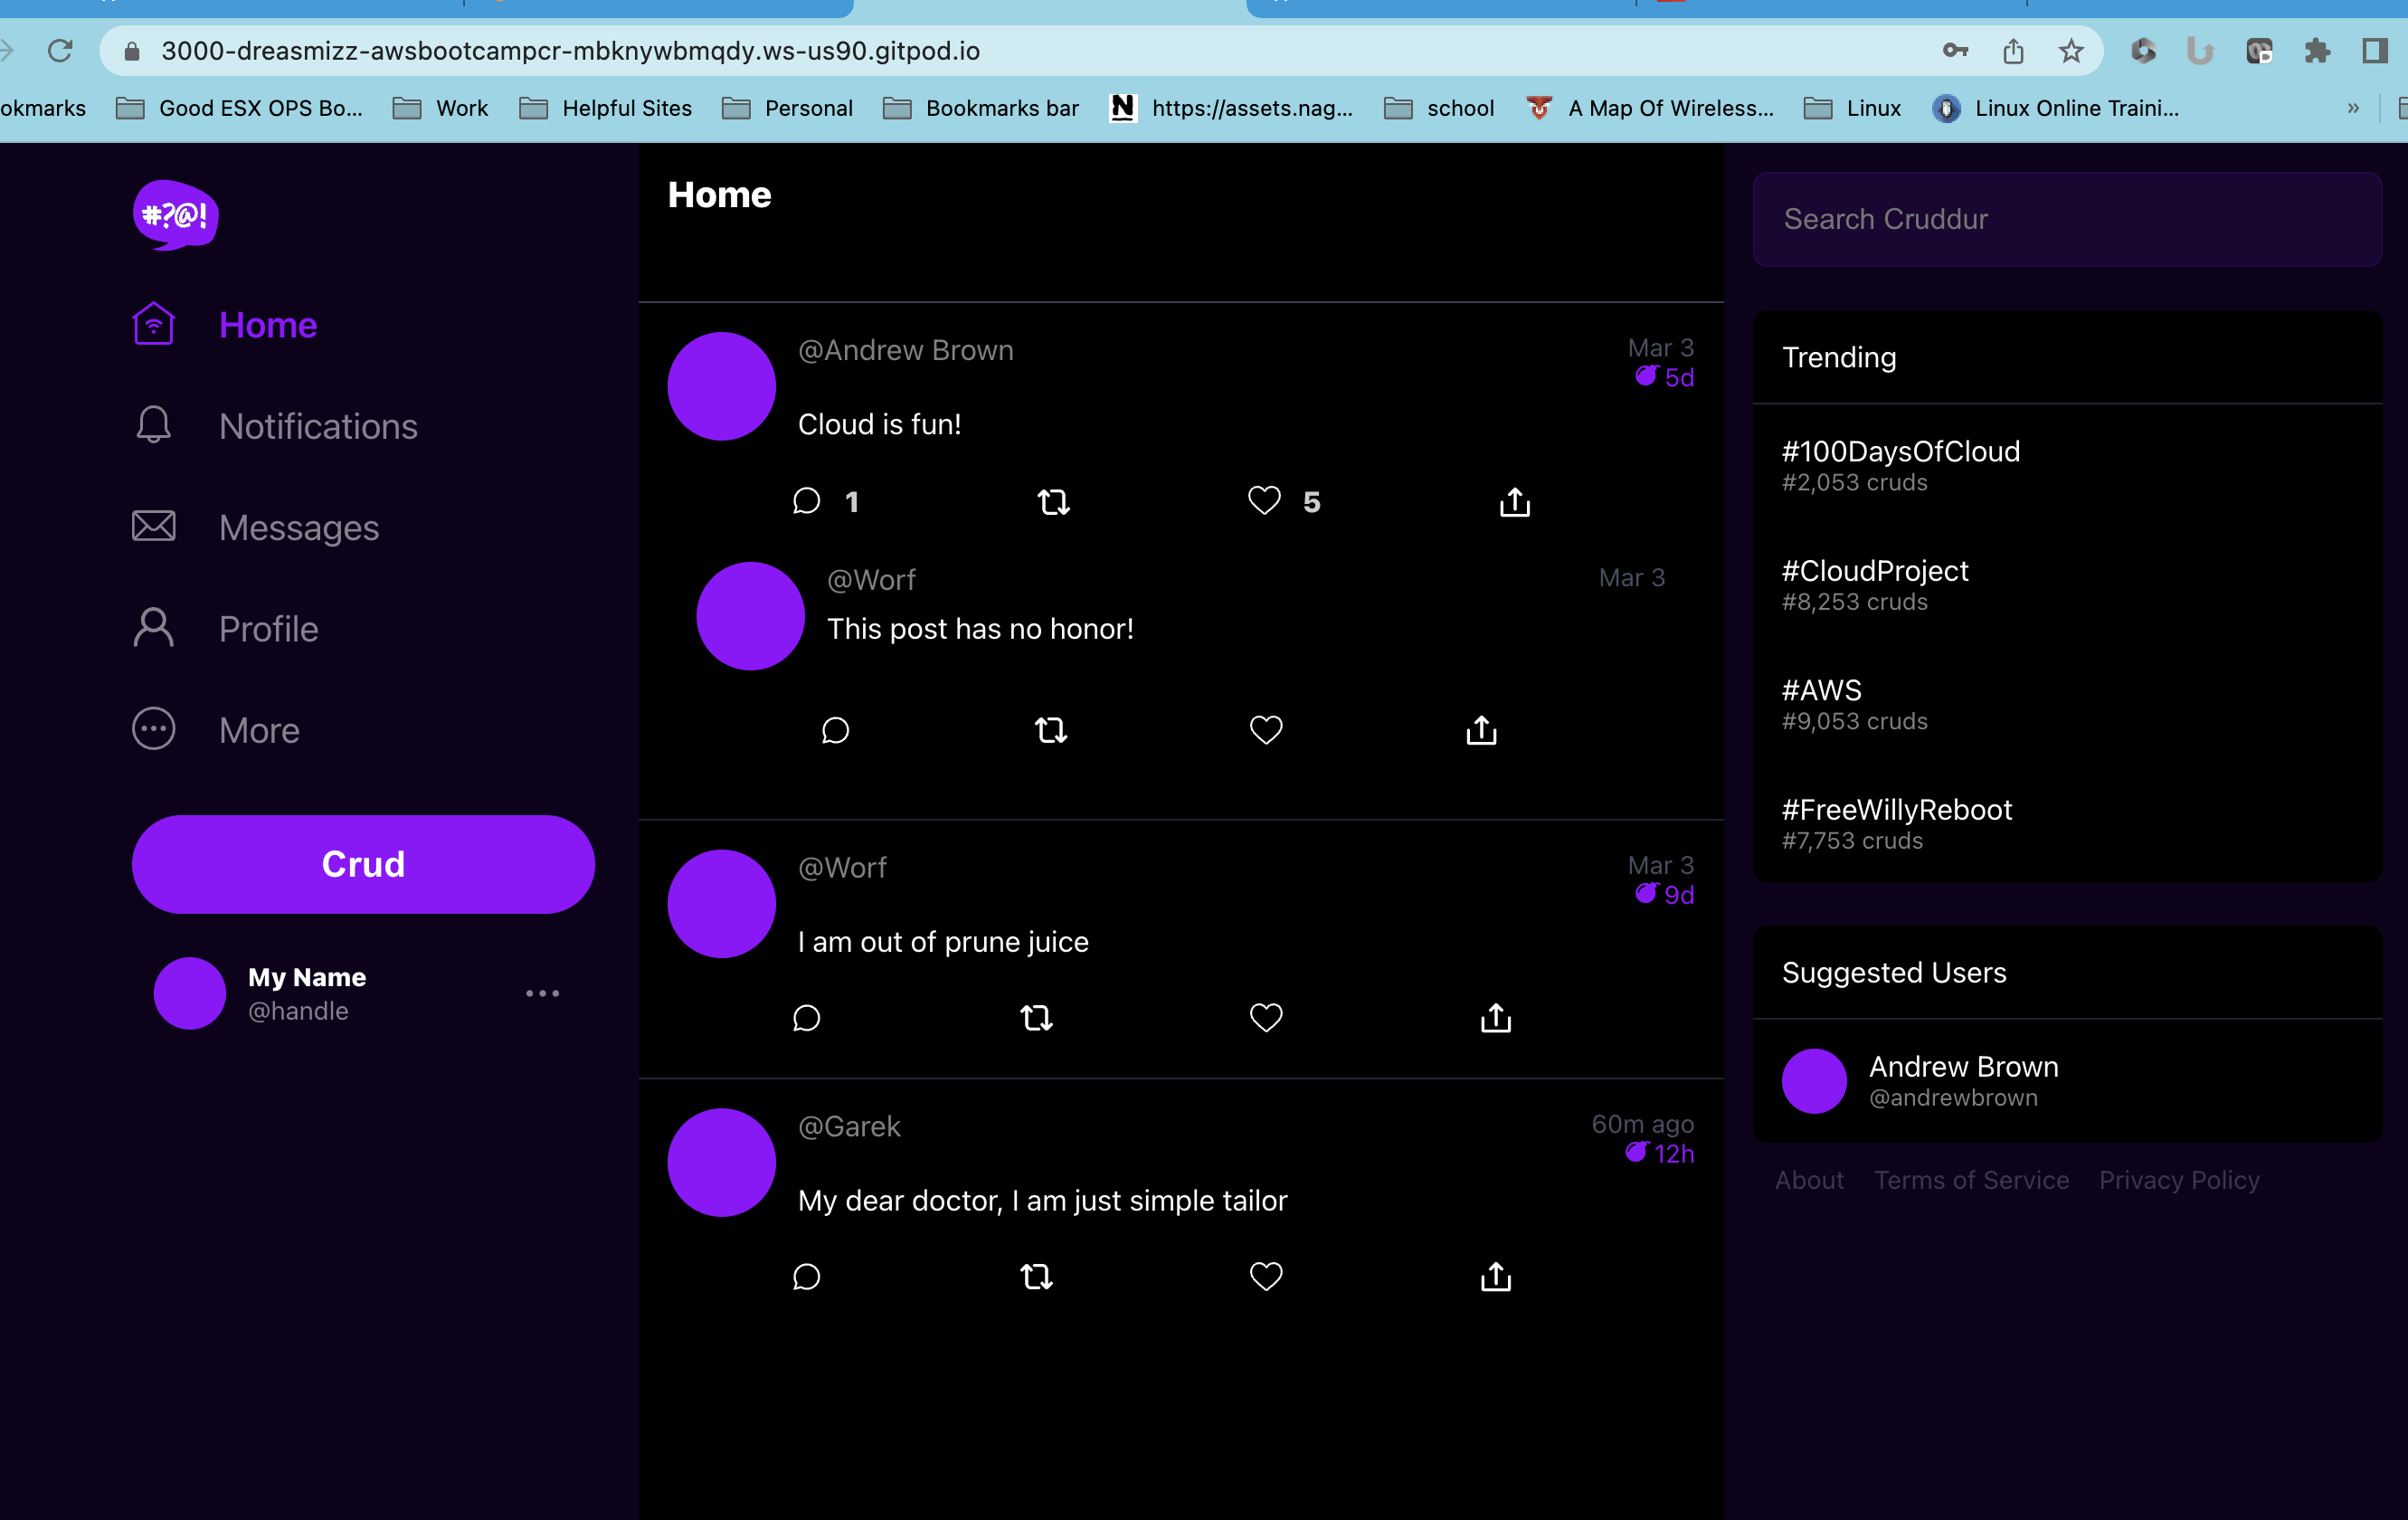 3000-dreasmizz-awsbootcampcr-mbknywbmqdy.ws-us90.gitpod.io
okmarks Good ESX OPS Bo... Work Helpful Sites Personal Bookmarks bar N https://assets.nag... school A Map Of Wireless... Linux Linux Online Traini... »
#?@!
Home
Notifications
Messages
Profile
More
Crud
My Name
@handle
Home
@Andrew Brown
Mar 3
5d
Cloud is fun!
1
5
@Worf
Mar 3
This post has no honor!
@Worf
Mar 3
9d
I am out of prune juice
@Garek
60m ago
12h
My dear doctor, I am just simple tailor
Search Cruddur
Trending
#100DaysOfCloud
#2,053 cruds
#CloudProject
#8,253 cruds
#AWS
#9,053 cruds
#FreeWillyReboot
#7,753 cruds
Suggested Users
Andrew Brown
@andrewbrown
About Terms of Service Privacy Policy